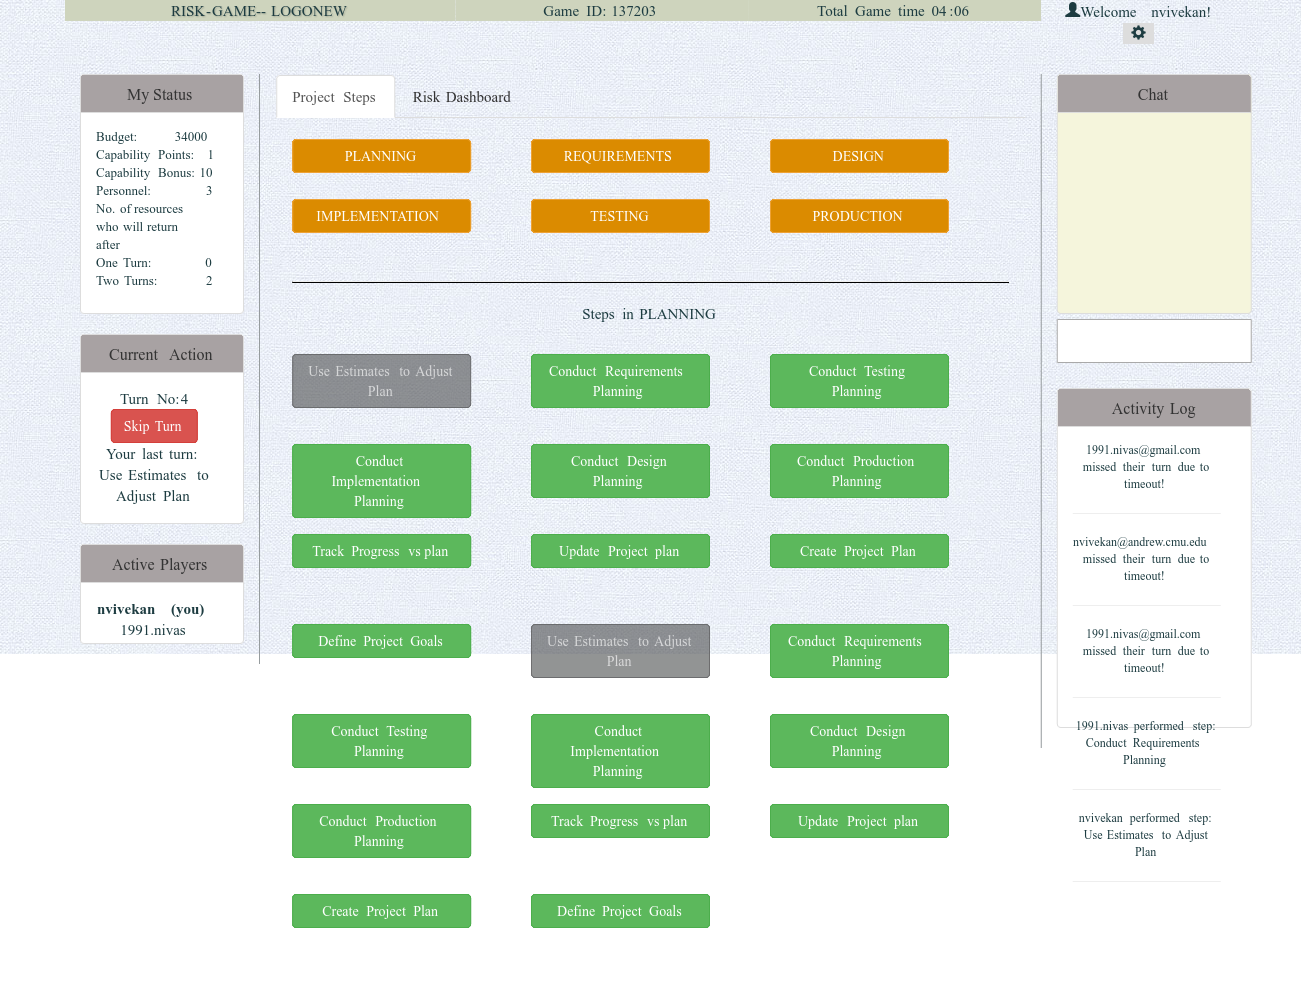 RISK-GAME-- LOGONEW
Game ID: 137203
Total Game time 04 :06
Welcome nvivekan!
My Status
Budget: 34000
Capability Points: 1
Capability Bonus: 10
Personnel: 3
No. of resources
who will return
after
One Turn: 0
Two Turns: 2
Current Action
Turn No:4
Skip Turn
Your last turn:
Use Estimates to
Adjust Plan
Active Players
nvivekan (you)
1991.nivas
Project Steps
Risk Dashboard
PLANNING
REQUIREMENTS
DESIGN
IMPLEMENTATION
TESTING
PRODUCTION
Steps in PLANNING
Use Estimates to Adjust
Plan
Conduct Requirements
Planning
Conduct Testing
Planning
Conduct
Implementation
Planning
Conduct Design
Planning
Conduct Production
Planning
Track Progress vs plan
Update Project plan
Create Project Plan
Define Project Goals
Use Estimates to Adjust
Plan
Conduct Requirements
Planning
Conduct Testing
Planning
Conduct
Implementation
Planning
Conduct Design
Planning
Conduct Production
Planning
Track Progress vs plan
Update Project plan
Create Project Plan
Define Project Goals
Chat
Activity Log
1991.nivas@gmail.com
missed their turn due to
timeout!
nvivekan@andrew.cmu.edu
missed their turn due to
timeout!
1991.nivas@gmail.com
missed their turn due to
timeout!
1991.nivas performed step:
Conduct Requirements
Planning
nvivekan performed step:
Use Estimates to Adjust
Plan